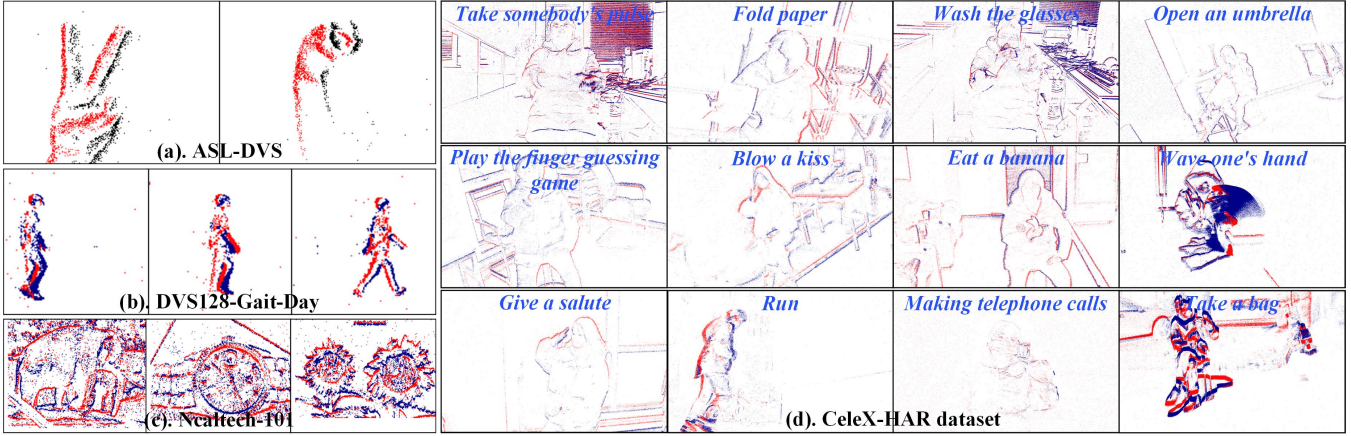 (a). ASL-DVS
(b). DVS128-Gait-Day
(c). Ncaltech-101
Take somebody's pulse
Fold paper
Wash the glasses
Open an umbrella
Play the finger guessing
game
Blow a kiss
Eat a banana
Wave one's hand
Give a salute
Run
Making telephone calls
Take a bag
(d). CeleX-HAR dataset